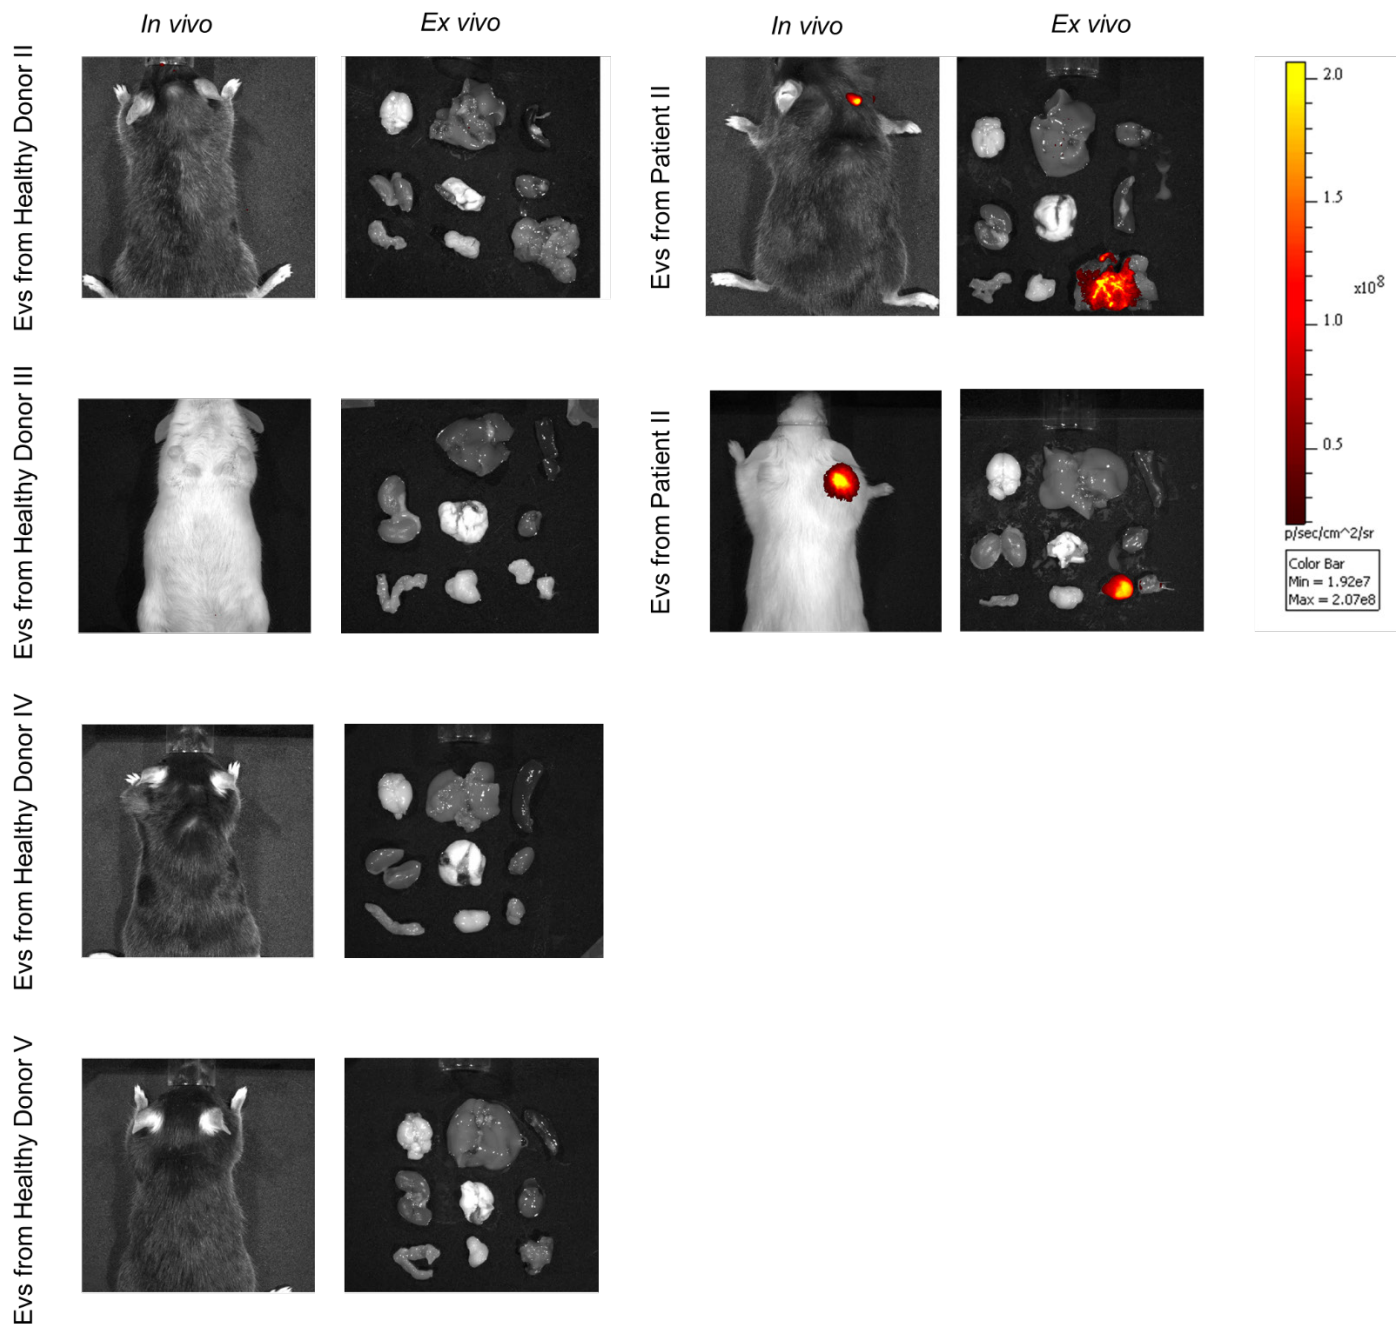 In vivo
Ex vivo
In vivo
Ex vivo
Evs from Healthy Donor II
Evs from Patient II
2.0
1.5
x10^8
1.0
0.5
p/sec/cm^2/sr
Color Bar
Min = 1.92e7
Max = 2.07e8
Evs from Healthy Donor III
Evs from Patient II
Evs from Healthy Donor IV
Evs from Healthy Donor V